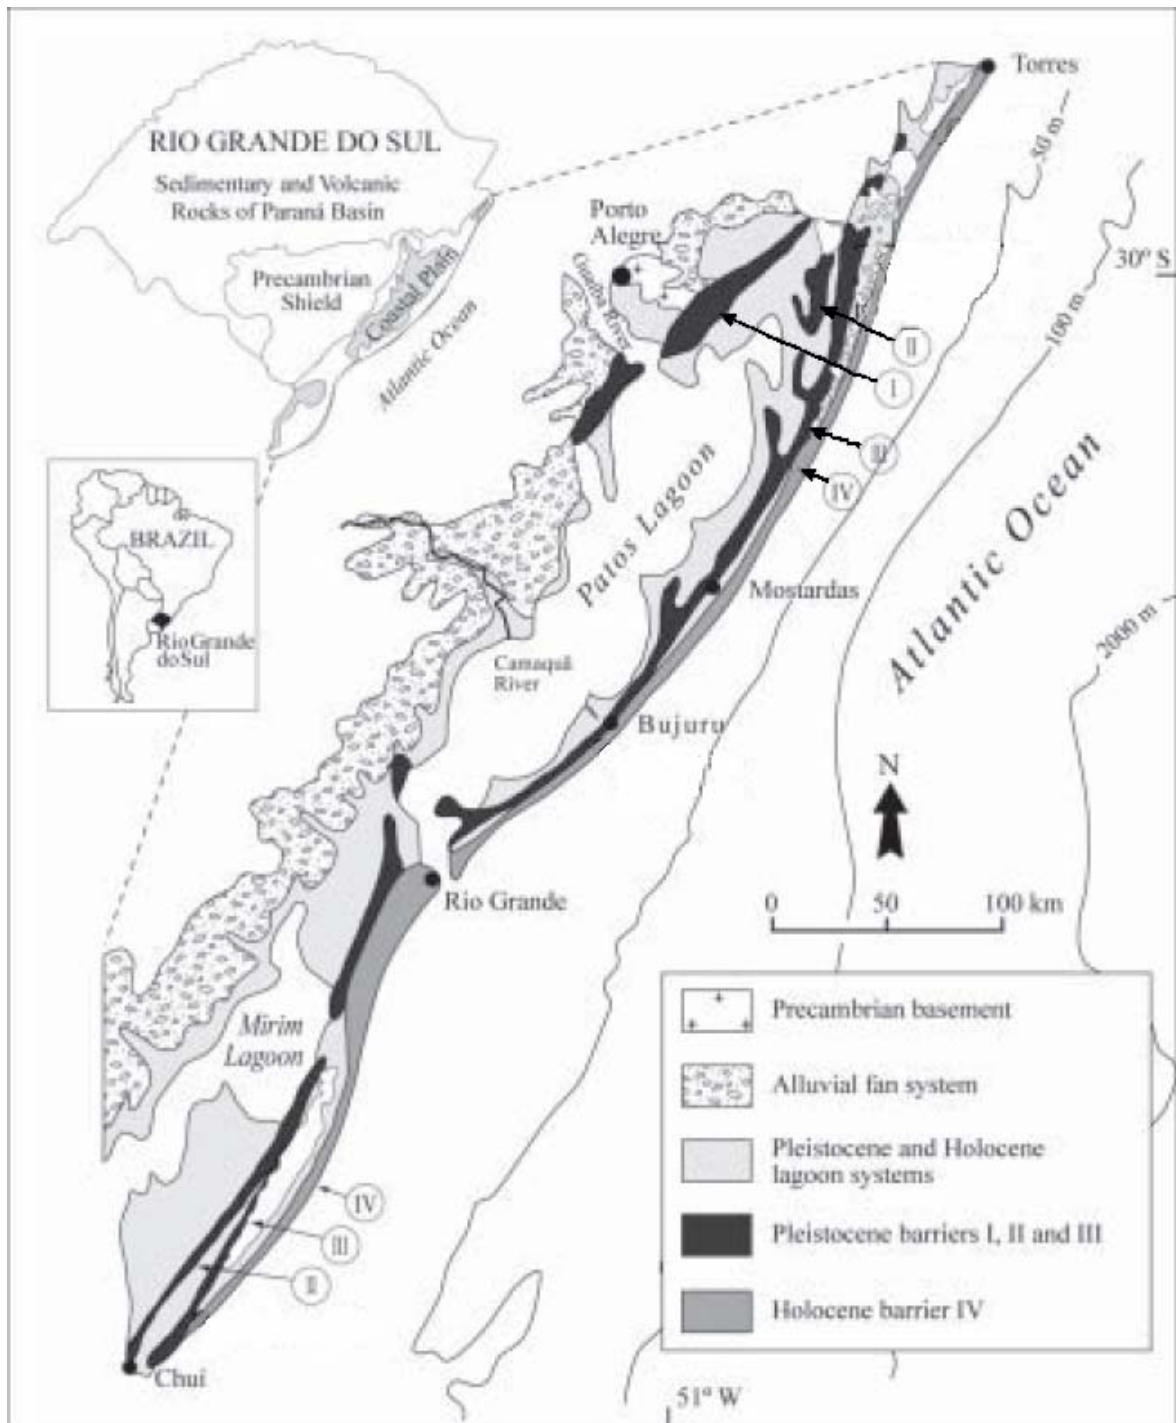 Torres
RIO GRANDE DO SUL
Sedimentary and Volcanic
Rocks of Paraná Basin
Precambrian
Shield
Coastal Plain
Atlantic Ocean
Porto
Alegre
Guaíba River
50 m
30º S
100 m
II
I
III
IV
BRAZIL
Rio Grande
do Sul
Patos Lagoon
Atlantic Ocean
Mostardas
2000 m
Camaquã
River
Bujuru
N
Rio Grande
0 50 100 km
Mirim
Lagoon
IV
III
II
Chuí
Precambrian basement
Alluvial fan system
Pleistocene and Holocene
lagoon systems
Pleistocene barriers I, II and III
Holocene barrier IV
51º W